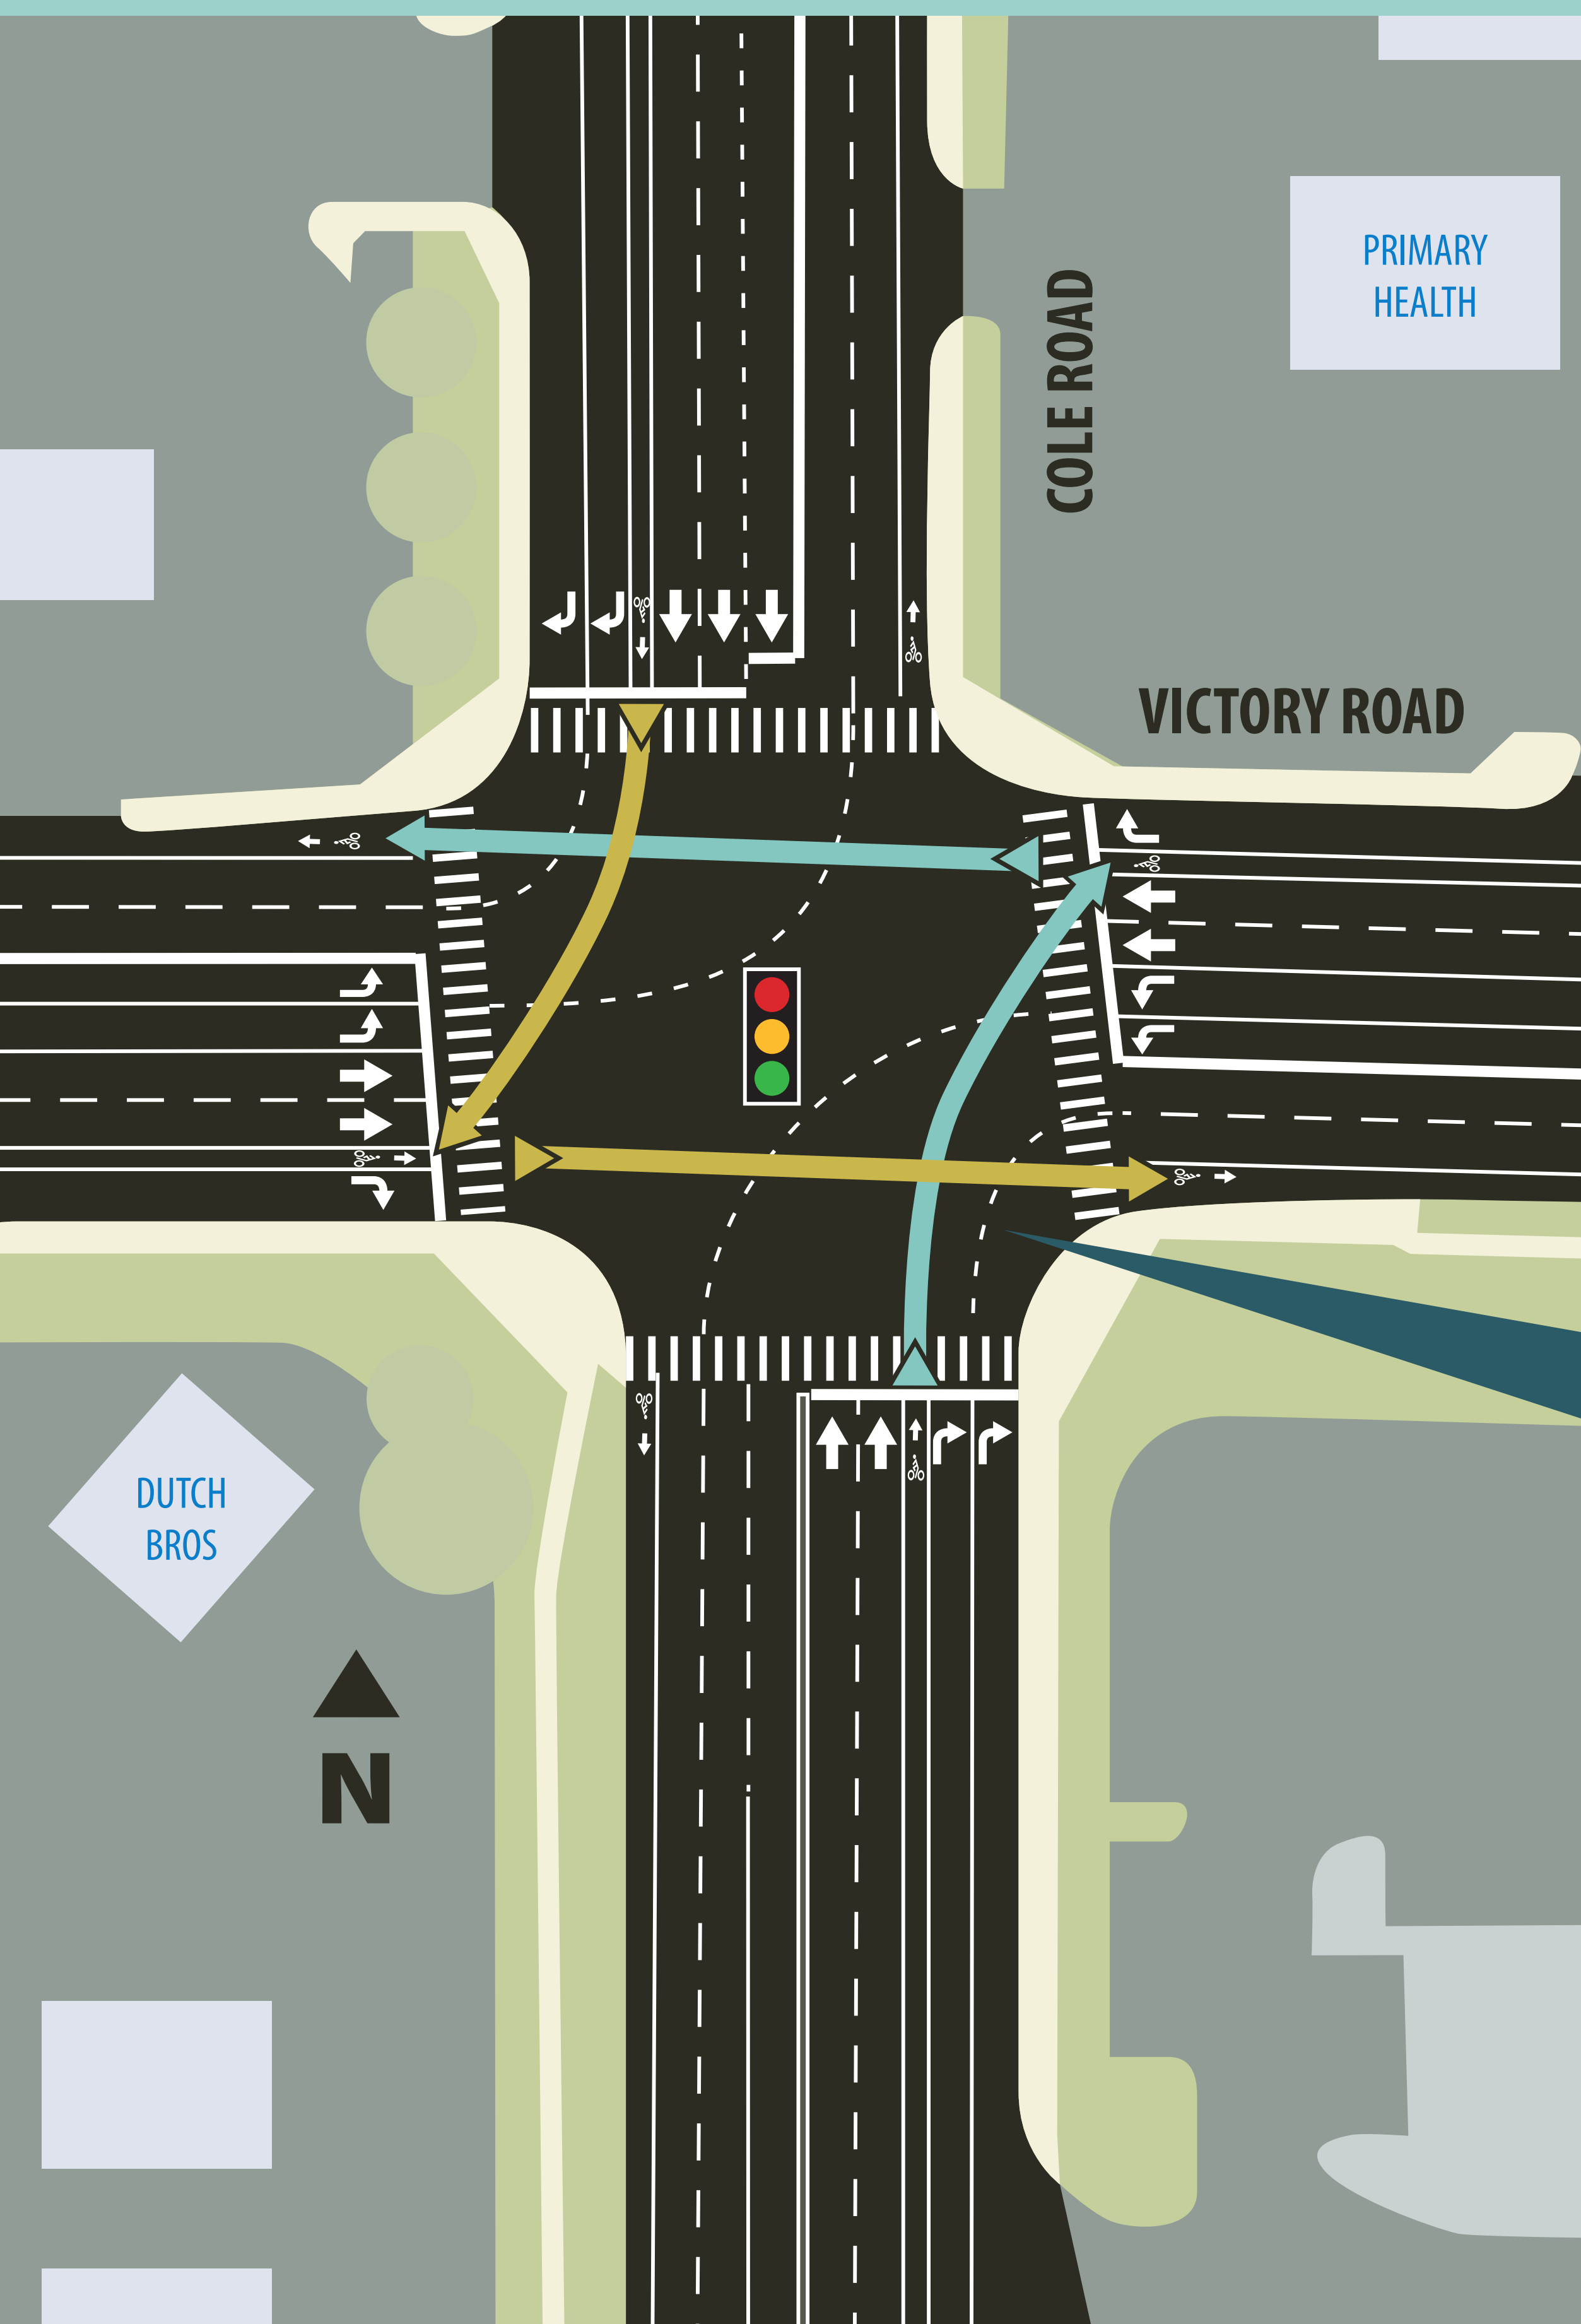 PRIMARY
HEALTH
COLE ROAD
VICTORY ROAD
DUTCH
BROS
N